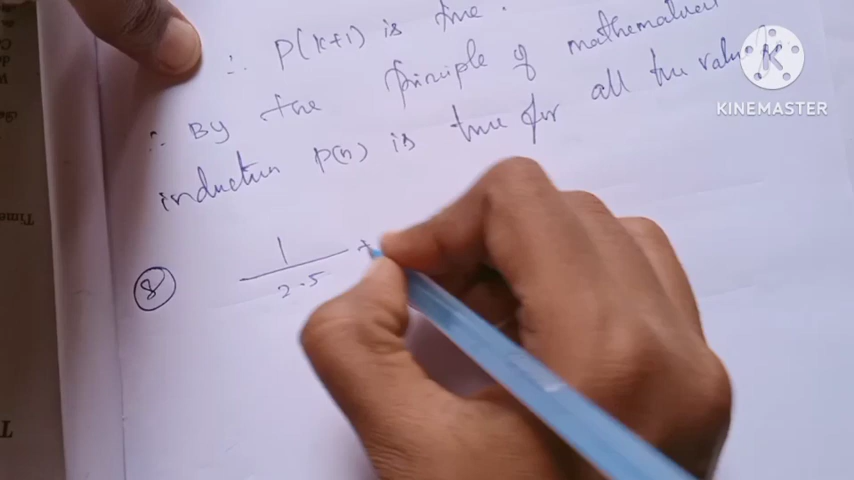 ∴ P(k+1) is true.
∴ By the principle of mathematical
induction P(n) is true for all the values
⑧ 1/2·5 +
KINEMASTER
Time
T